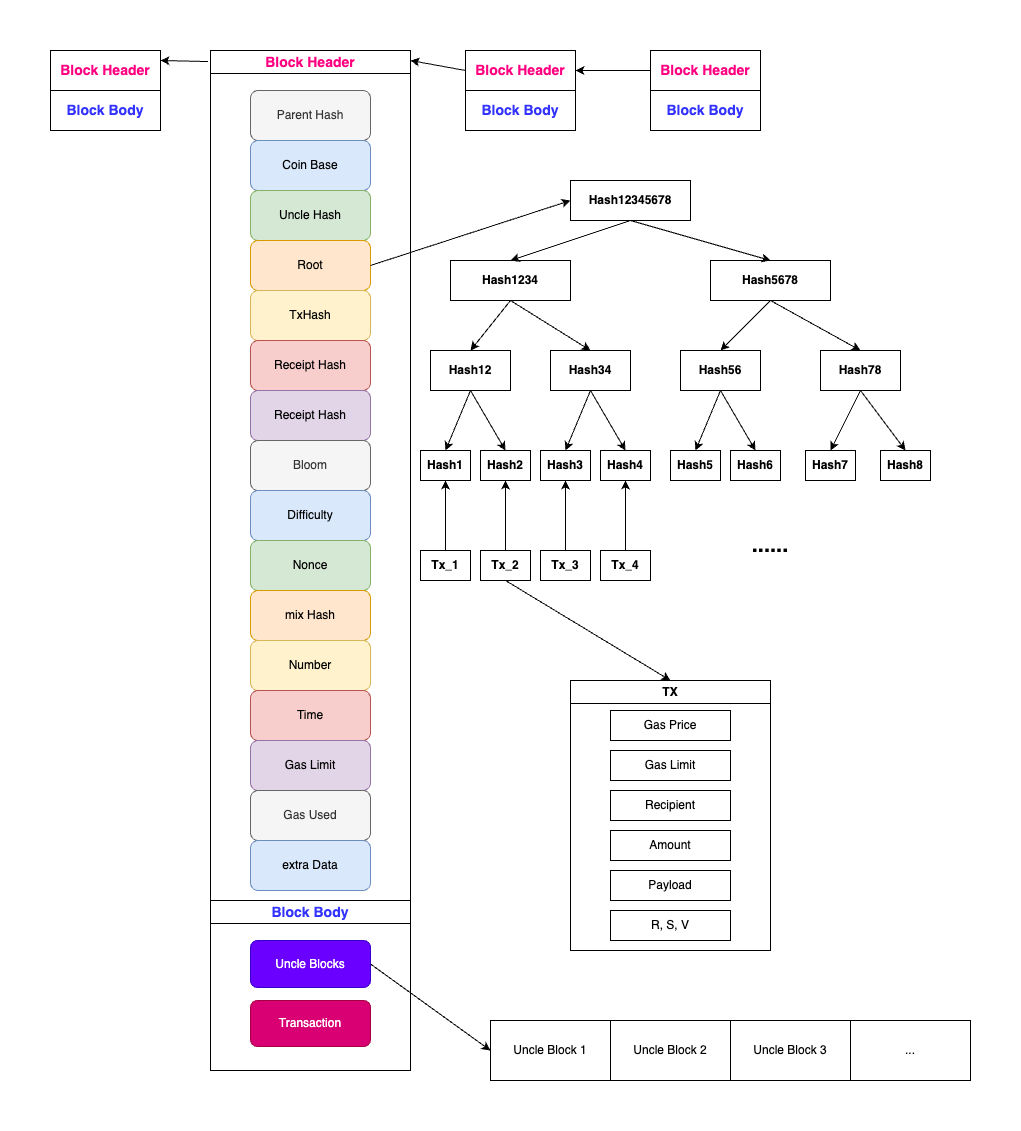 Block Header
Block Body
Block Header
Parent Hash
Coin Base
Uncle Hash
Root
TxHash
Receipt Hash
Receipt Hash
Bloom
Difficulty
Nonce
mix Hash
Number
Time
Gas Limit
Gas Used
extra Data
Block Body
Uncle Blocks
Transaction
Block Header
Block Body
Block Header
Block Body
Hash12345678
Hash1234
Hash5678
Hash12
Hash34
Hash56
Hash78
Hash1
Hash2
Hash3
Hash4
Hash5
Hash6
Hash7
Hash8
Tx_1
Tx_2
Tx_3
Tx_4
......
TX
Gas Price
Gas Limit
Recipient
Amount
Payload
R, S, V
Uncle Block 1
Uncle Block 2
Uncle Block 3
...